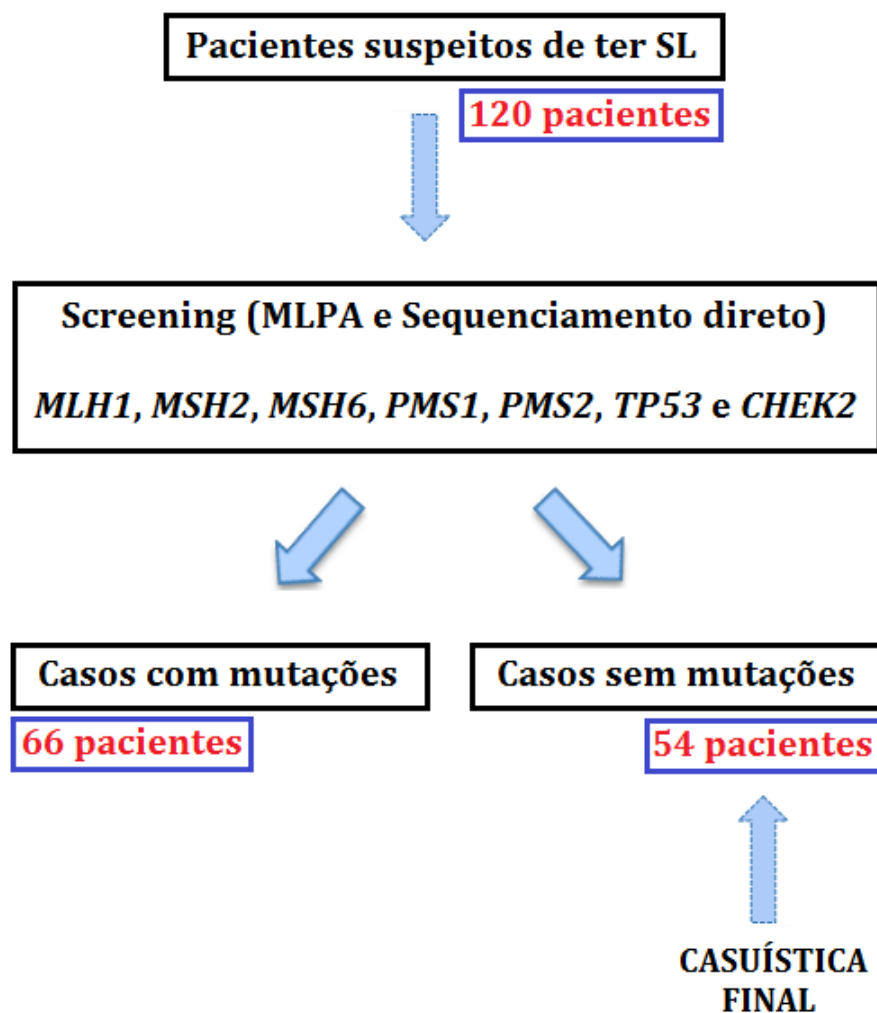 Pacientes suspeitos de ter SL
120 pacientes
Screening (MLPA e Sequenciamento direto)
MLH1, MSH2, MSH6, PMS1, PMS2, TP53 e CHEK2
Casos com mutações
66 pacientes
Casos sem mutações
54 pacientes
CASUÍSTICA
FINAL